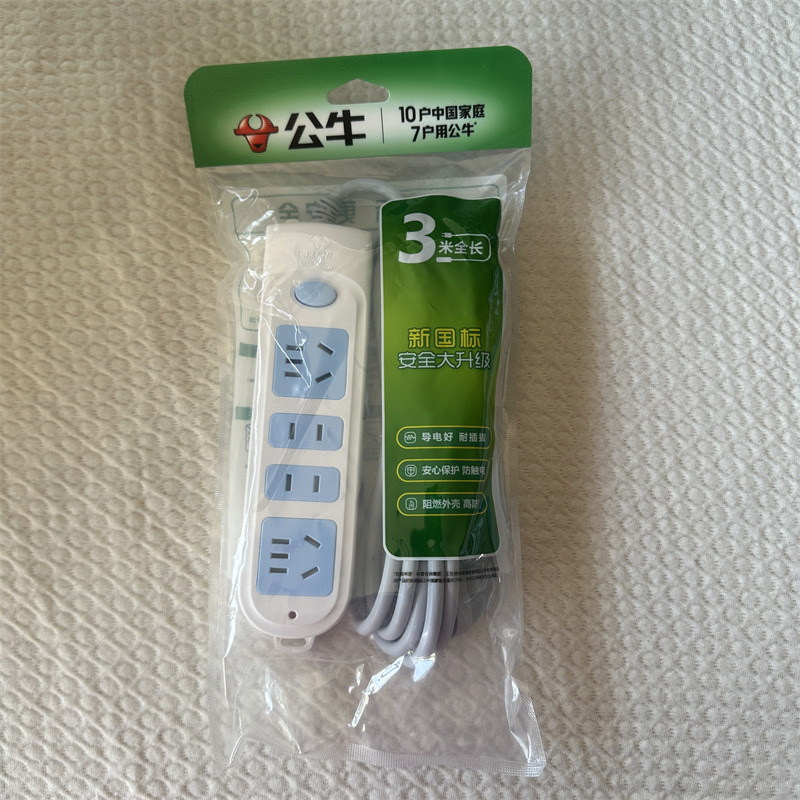 公牛
10户中国家庭
7户用公牛
3米全长
新国标
安全大升级
导电好 耐插拔
安心保护 防触电
阻燃外壳 高